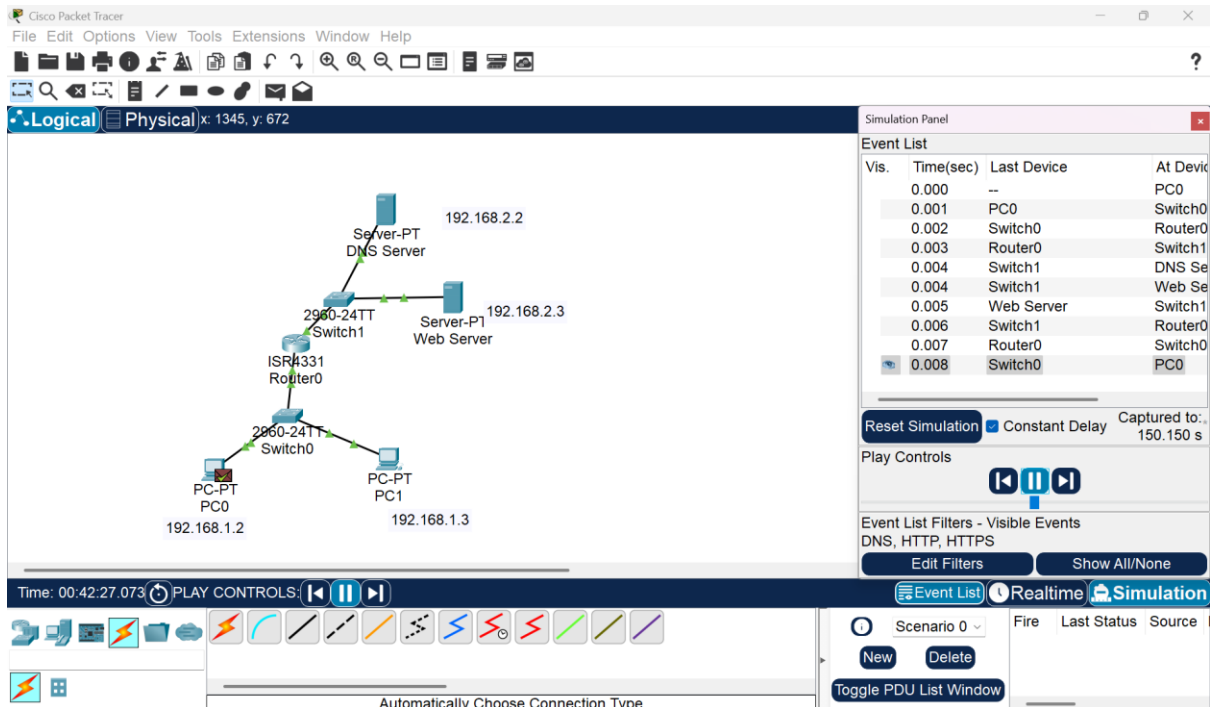 Cisco Packet Tracer
File Edit Options View Tools Extensions Window Help
?
Logical Physical x: 1345, y: 672
Simulation Panel
Event List
Vis. Time(sec) Last Device At Devic
0.000 -- PC0
0.001 PC0 Switch0
0.002 Switch0 Router0
0.003 Router0 Switch1
0.004 Switch1 DNS Se
0.004 Switch1 Web Se
0.005 Web Server Switch1
0.006 Switch1 Router0
0.007 Router0 Switch0
0.008 Switch0 PC0
Reset Simulation Constant Delay Captured to:
150.150 s
Play Controls
Event List Filters - Visible Events
DNS, HTTP, HTTPS
Edit Filters Show All/None
192.168.2.2
Server-PT
DNS Server
2960-24TT
Switch1
192.168.2.3
Server-PT
Web Server
ISR4331
Router0
2960-24TT
Switch0
PC-PT
PC0
192.168.1.2
PC-PT
PC1
192.168.1.3
Time: 00:42:27.073 PLAY CONTROLS: Event List Realtime Simulation
Scenario 0 Fire Last Status Source
New Delete
Toggle PDU List Window
Automatically Choose Connection Type